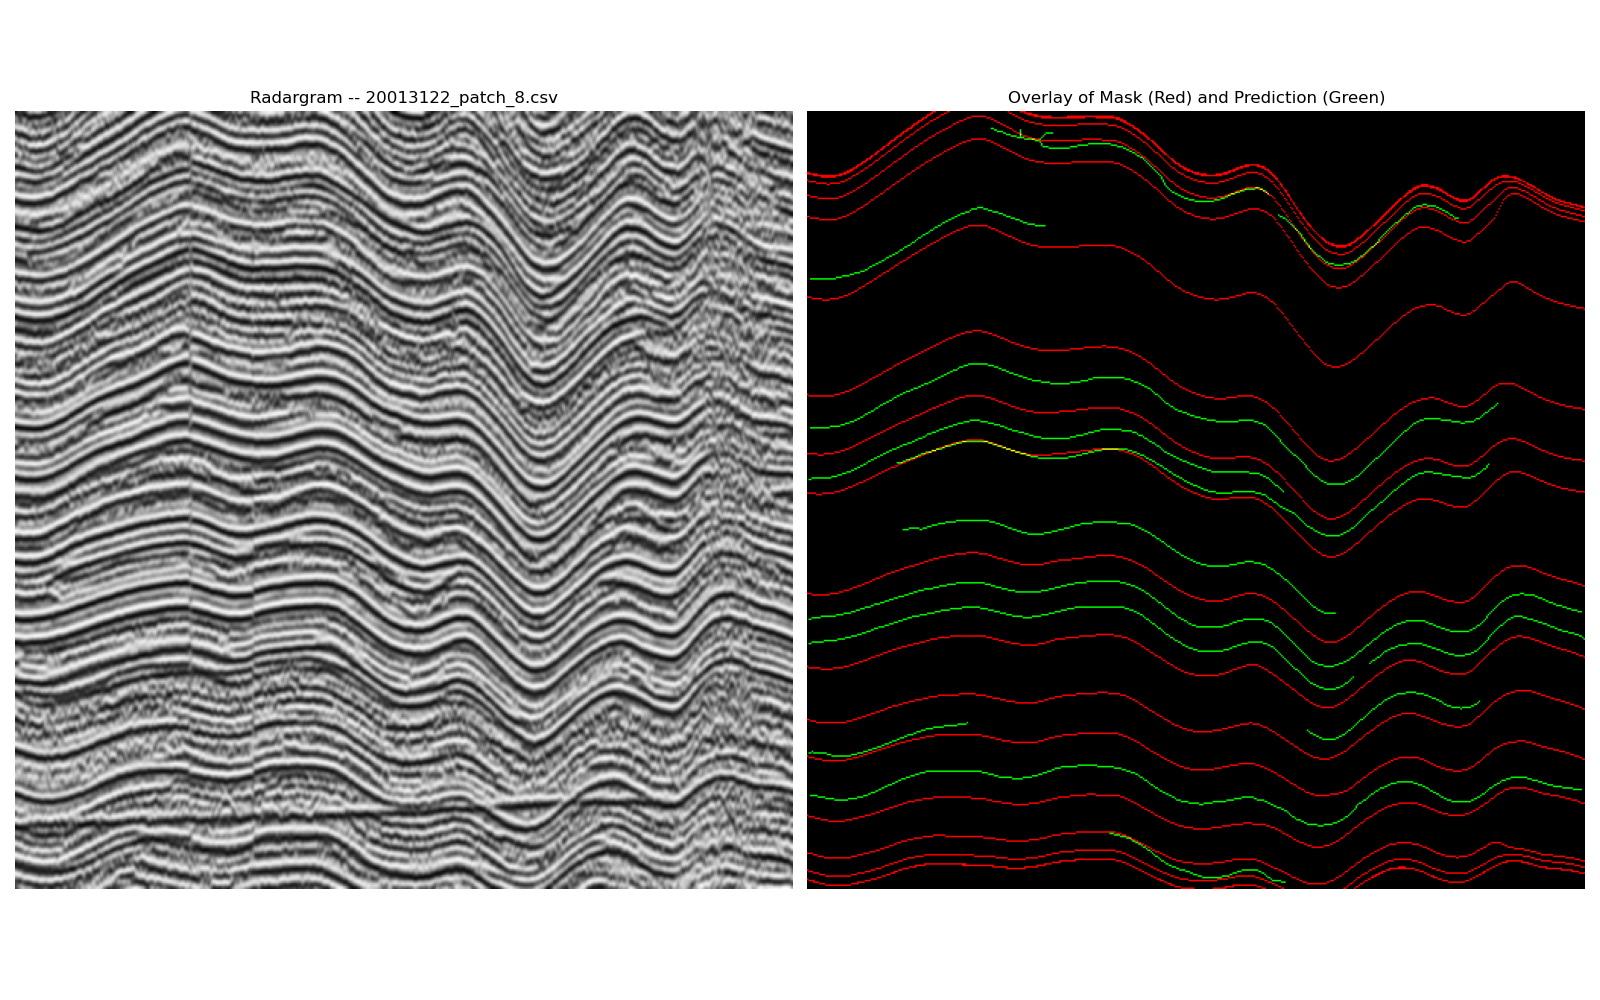 Radargram -- 20013122_patch_8.csv
Overlay of Mask (Red) and Prediction (Green)